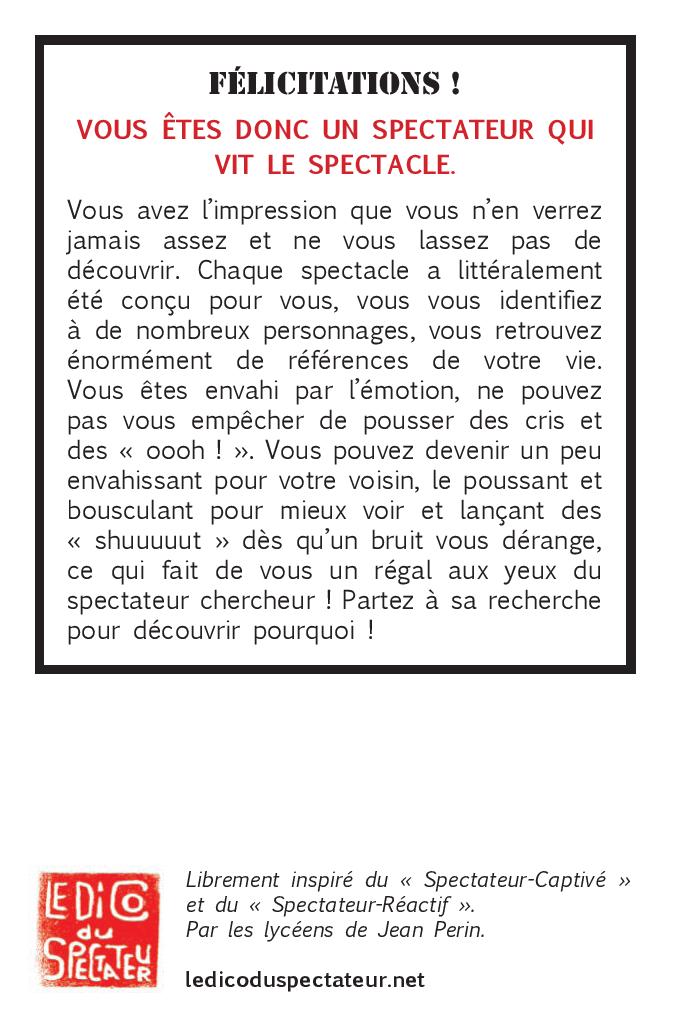 FÉLICITATIONS !
VOUS ÊTES DONC UN SPECTATEUR QUI
VIT LE SPECTACLE.
Vous avez l'impression que vous n'en verrez
jamais assez et ne vous lassez pas de
découvrir. Chaque spectacle a littéralement
été conçu pour vous, vous vous identifiez
à de nombreux personnages, vous retrouvez
énormément de références de votre vie.
Vous êtes envahi par l'émotion, ne pouvez
pas vous empêcher de pousser des cris et
des « oooh ! ». Vous pouvez devenir un peu
envahissant pour votre voisin, le poussant et
bousculant pour mieux voir et lançant des
« shuuuuut » dès qu'un bruit vous dérange,
ce qui fait de vous un régal aux yeux du
spectateur chercheur ! Partez à sa recherche
pour découvrir pourquoi !
LE DiCO
du
SPECTATEUR
Librement inspiré du « Spectateur-Captivé »
et du « Spectateur-Réactif ».
Par les lycéens de Jean Perin.
ledicoduspectateur.net